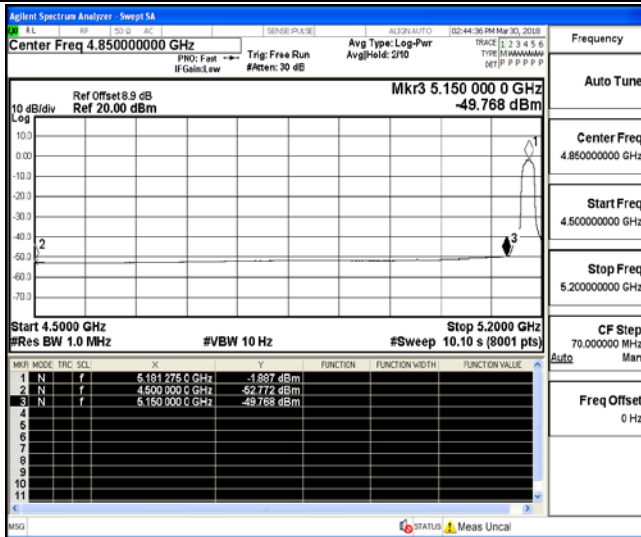 Agilent Spectrum Analyzer - Swept SA
RL RF 50 Ω AC SENSE:PULSE ALIGN AUTO 02:44:36 PM Mar 30, 2018
Center Freq 4.850000000 GHz
PNO: Fast
IFGain:Low
Trig: Free Run
#Atten: 30 dB
Avg Type: Log-Pwr
Avg|Hold: 2/10
TRACE 1 2 3 4 5 6
TYPE M WWWWW
DET P P P P P P
Ref Offset 8.9 dB
10 dB/div Ref 20.00 dBm
Log
Mkr3 5.150 000 0 GHz
-49.768 dBm
10.0
0.00
-10.0
-20.0
-30.0
-40.0
-50.0
-60.0
-70.0
1
2
3
Start 4.5000 GHz Stop 5.2000 GHz
#Res BW 1.0 MHz #VBW 10 Hz #Sweep 10.10 s (8001 pts)
MKR MODE TRC SCL X Y FUNCTION FUNCTION WIDTH FUNCTION VALUE
1 N f 5.181 275 0 GHz -1.887 dBm
2 N f 4.500 000 0 GHz -52.772 dBm
3 N f 5.150 000 0 GHz -49.768 dBm
4
5
6
7
8
9
10
11
MSG STATUS Meas Uncal
Frequency
Auto Tune
Center Freq
4.850000000 GHz
Start Freq
4.500000000 GHz
Stop Freq
5.200000000 GHz
CF Step
70.000000 MHz
Auto Man
Freq Offset
0 Hz